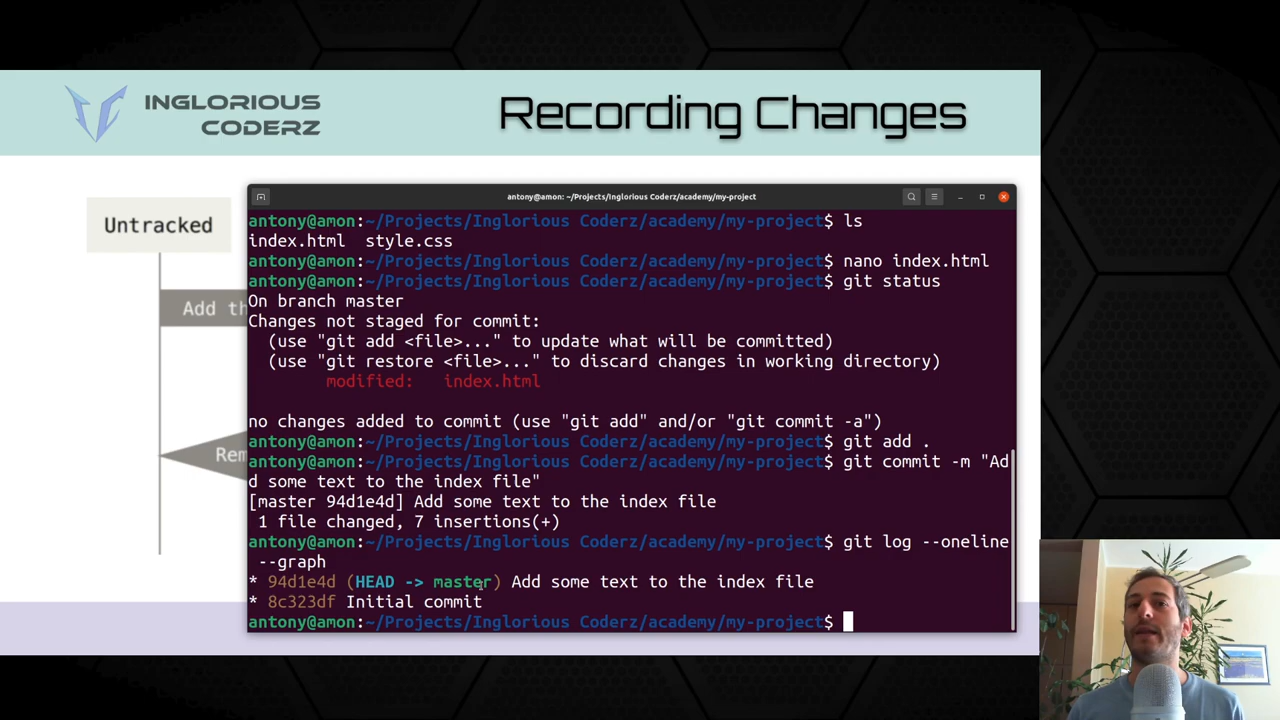 INGLORIOUS
CODERZ
Recording Changes
Untracked
Add th
Rem
antony@amon: ~/Projects/Inglorious Coderz/academy/my-project
antony@amon:~/Projects/Inglorious Coderz/academy/my-project$ ls
index.html  style.css
antony@amon:~/Projects/Inglorious Coderz/academy/my-project$ nano index.html
antony@amon:~/Projects/Inglorious Coderz/academy/my-project$ git status
On branch master
Changes not staged for commit:
  (use "git add <file>..." to update what will be committed)
  (use "git restore <file>..." to discard changes in working directory)
        modified:   index.html
no changes added to commit (use "git add" and/or "git commit -a")
antony@amon:~/Projects/Inglorious Coderz/academy/my-project$ git add .
antony@amon:~/Projects/Inglorious Coderz/academy/my-project$ git commit -m "Ad
d some text to the index file"
[master 94d1e4d] Add some text to the index file
 1 file changed, 7 insertions(+)
antony@amon:~/Projects/Inglorious Coderz/academy/my-project$ git log --oneline
 --graph
* 94d1e4d (HEAD -> master) Add some text to the index file
* 8c323df Initial commit
antony@amon:~/Projects/Inglorious Coderz/academy/my-project$